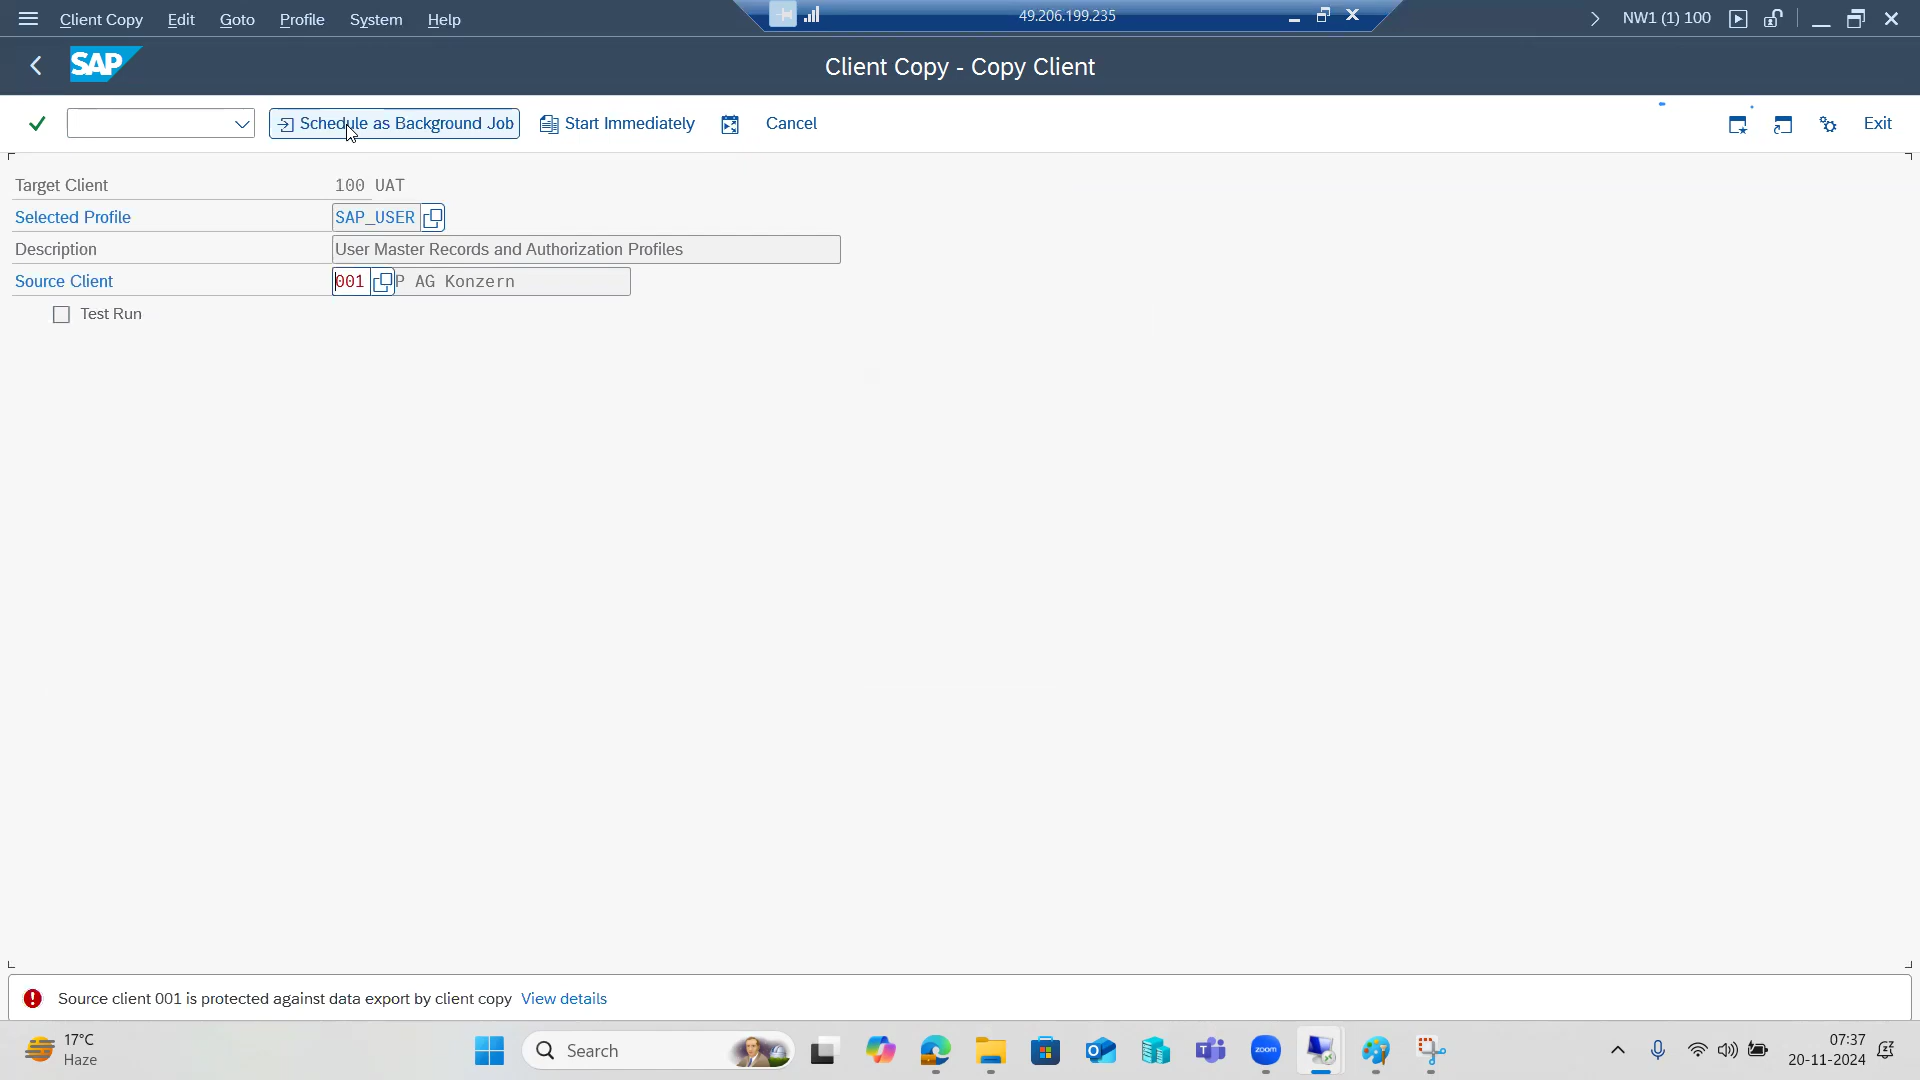 Client Copy Edit Goto Profile System Help
49.206.199.235
NW1 (1) 100
SAP
Client Copy - Copy Client
Schedule as Background Job Start Immediately Cancel Exit
Target Client 100 UAT
Selected Profile SAP_USER
Description User Master Records and Authorization Profiles
Source Client 001 P AG Konzern
Test Run
Source client 001 is protected against data export by client copy View details
17°C
Haze
Search
zoom
07:37
20-11-2024